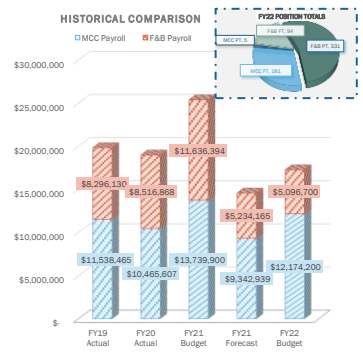 HISTORICAL COMPARISON
MCC Payroll
F&B Payroll
FY22 POSITION TOTALS
F&B FT, 94
MCC PT, 5
F&B PT, 331
MCC FT, 181
$30,000,000
$25,000,000
$20,000,000
$15,000,000
$10,000,000
$5,000,000
$-
$8,296,130
$8,516,868
$11,636,394
$5,234,165
$5,096,700
$11,538,465
$10,465,607
$13,739,900
$9,342,939
$12,174,200
FY19 Actual
FY20 Actual
FY21 Budget
FY21 Forecast
FY22 Budget